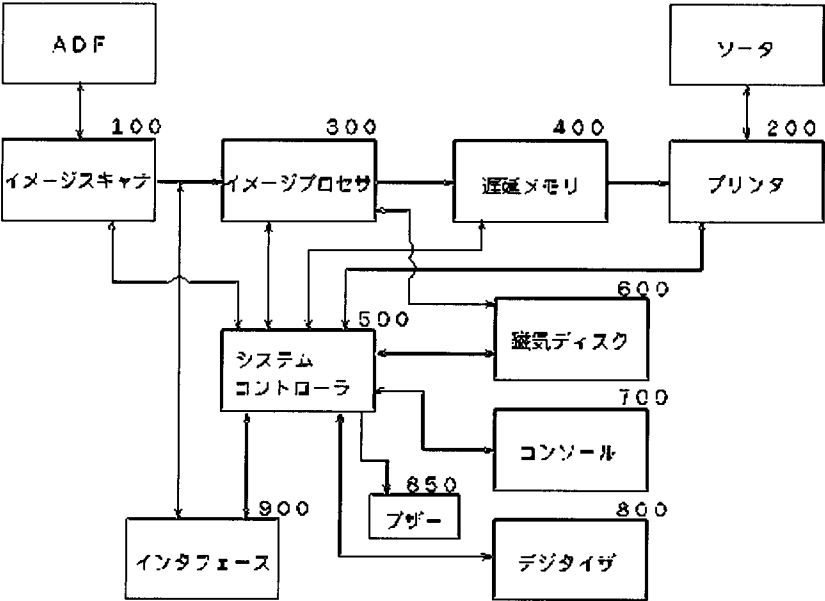 ADF
ソータ
100
300
400
200
イメージスキャナ
イメージプロセサ
遅延メモリ
プリンタ
600
500
磁気ディスク
システム
コントローラ
700
コンソール
850
900
800
ブザー
インタフェース
デジタイザ